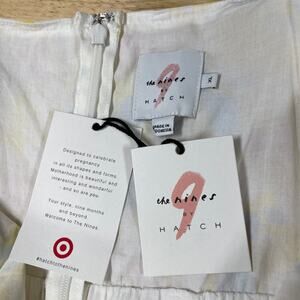 the nines
BY
HATCH
XL
MADE IN
INDONESIA
Designed to celebrate
pregnancy
in all its shapes and forms
Motherhood is beautiful and
interesting and wonderful
- and so are you.
Your style, nine months
and beyond.
Welcome to The Nines
#hatchtothenines
the nines
BY
HATCH